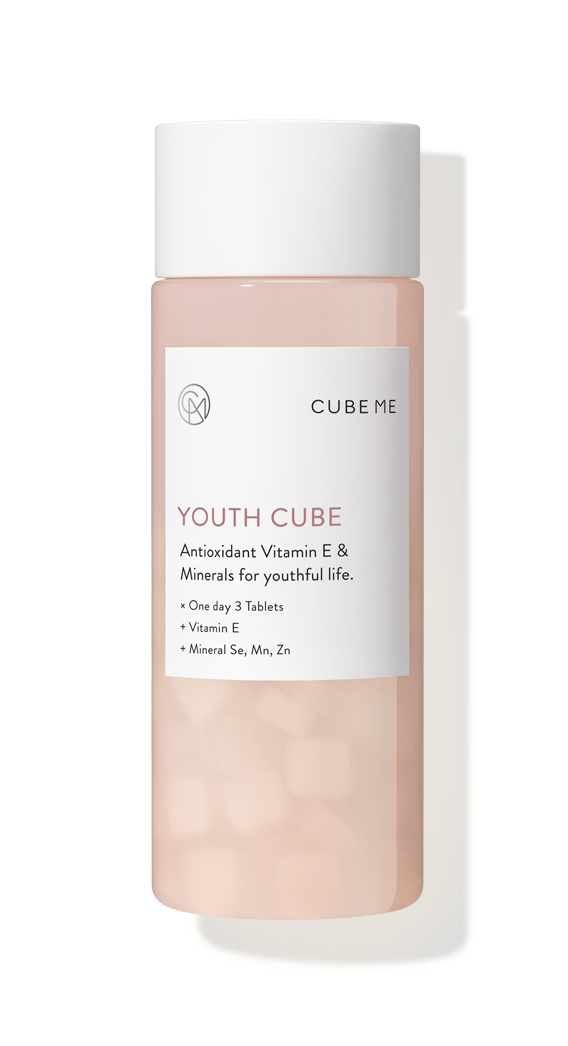 CM
CUBE ME
YOUTH CUBE
Antioxidant Vitamin E &
Minerals for youthful life.
× One day 3 Tablets
+ Vitamin E
+ Mineral Se, Mn, Zn